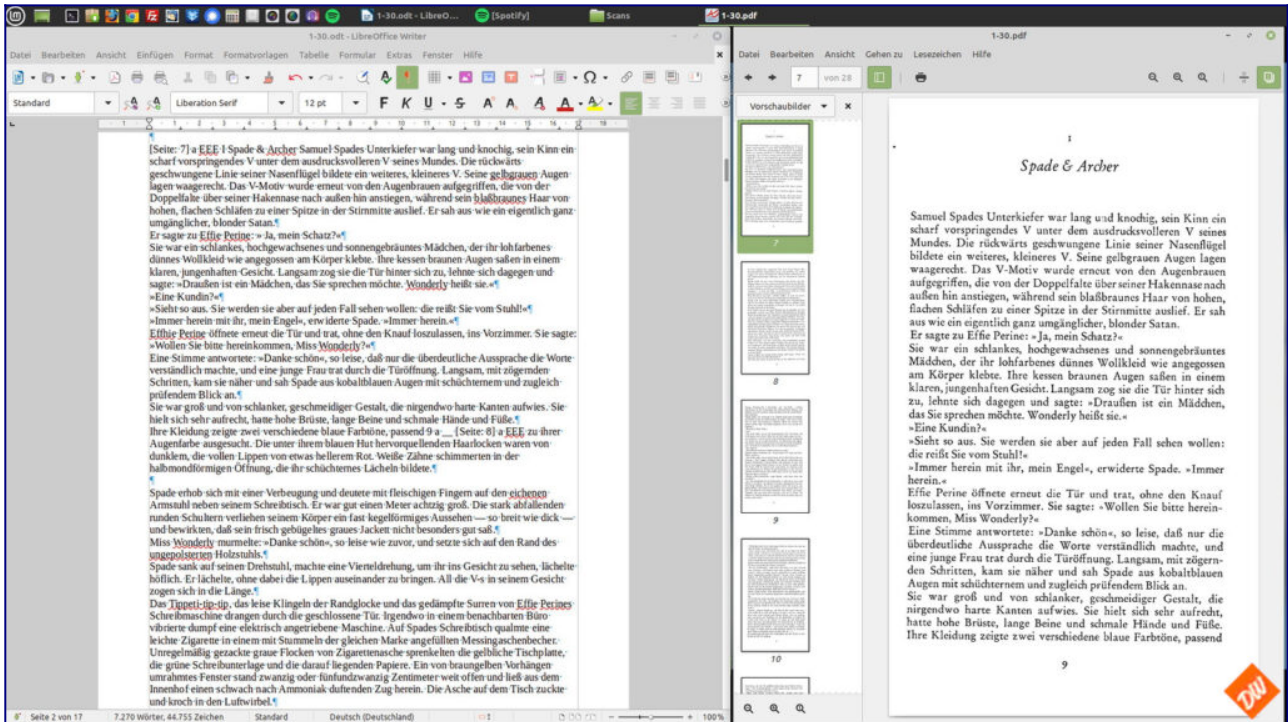 1-30.odt - LibreO...
[Spotify]
Scans
1-30.pdf
1-30.odt - LibreOffice Writer
Datei Bearbeiten Ansicht Einfügen Format Formatvorlagen Tabelle Formular Extras Fenster Hilfe
Standard Liberation Serif 12 pt F K U S A A A A
[Seite: 7] a EEE I Spade & Archer Samuel Spades Unterkiefer war lang und knochig, sein Kinn ein
scharf vorspringendes V unter dem ausdrucksvolleren V seines Mundes. Die rückwärts
geschwungene Linie seiner Nasenflügel bildete ein weiteres, kleineres V. Seine gelbgrauen Augen
lagen waagerecht. Das V-Motiv wurde erneut von den Augenbrauen aufgegriffen, die von der
Doppelfalte über seiner Hakennase nach außen hin anstiegen, während sein blaßbraunes Haar von
hohen, flachen Schläfen zu einer Spitze in der Stirnmitte auslief. Er sah aus wie ein eigentlich ganz
umgänglicher, blonder Satan.¶
Er sagte zu Effie Perine: » Ja, mein Schatz?«¶
Sie war ein schlankes, hochgewachsenes und sonnengebräuntes Mädchen, der ihr lohfarbenes
dünnes Wollkleid wie angegossen am Körper klebte. Ihre kessen braunen Augen saßen in einem
klaren, jungenhaften Gesicht. Langsam zog sie die Tür hinter sich zu, lehnte sich dagegen und
sagte: »Draußen ist ein Mädchen, das Sie sprechen möchte. Wonderly heißt sie.«¶
»Eine Kundin?«¶
»Sieht so aus. Sie werden sie aber auf jeden Fall sehen wollen: die reißt Sie vom Stuhl!«¶
»Immer herein mit ihr, mein Engel«, erwiderte Spade. »Immer herein.«¶
Effhie Perine öffnete erneut die Tür und trat, ohne den Knauf loszulassen, ins Vorzimmer. Sie sagte:
»Wollen Sie bitte hereinkommen, Miss Wonderly?«¶
Eine Stimme antwortete: »Danke schön«, so leise, daß nur die überdeutliche Aussprache die Worte
verständlich machte, und eine junge Frau trat durch die Türöffnung. Langsam, mit zögernden
Schritten, kam sie näher und sah Spade aus kobaltblauen Augen mit schüchternem und zugleich
prüfendem Blick an.¶
Sie war groß und von schlanker, geschmeidiger Gestalt, die nirgendwo harte Kanten aufwies. Sie
hielt sich sehr aufrecht, hatte hohe Brüste, lange Beine und schmale Hände und Füße.¶
Ihre Kleidung zeigte zwei verschiedene blaue Farbtöne, passend 9 a __ [Seite: 8] a EEE zu ihrer
Augenfarbe ausgesucht. Die unter ihrem blauen Hut hervorquellenden Haarlocken waren von
dunklem, die vollen Lippen von etwas hellerem Rot. Weiße Zähne schimmerten in der
halbmondförmigen Öffnung, die ihr schüchternes Lächeln bildete.¶
¶
Spade erhob sich mit einer Verbeugung und deutete mit fleischigen Fingern auf den eichenen
Armstuhl neben seinem Schreibtisch. Er war gut einen Meter achtzig groß. Die stark abfallenden
runden Schultern verliehen seinem Körper ein fast kegelförmiges Aussehen — so breit wie dick —
und bewirkten, daß sein frisch gebügeltes graues Jackett nicht besonders gut saß.¶
Miss Wonderly murmelte: »Danke schön«, so leise wie zuvor, und setzte sich auf den Rand des
ungepolsterten Holzstuhls.¶
Spade sank auf seinen Drehstuhl, machte eine Vierteldrehung, um ihr ins Gesicht zu sehen, lächelte
höflich. Er lächelte, ohne dabei die Lippen auseinander zu bringen. All die V-s in seinem Gesicht
zogen sich in die Länge.¶
Das Tippeti-tip-tip, das leise Klingeln der Randglocke und das gedämpfte Surren von Effie Perines
Schreibmaschine drangen durch die geschlossene Tür. Irgendwo in einem benachbarten Büro
vibrierte dumpf eine elektrisch angetriebene Maschine. Auf Spades Schreibtisch qualmte eine
leichte Zigarette in einem mit Stummeln der gleichen Marke angefüllten Messingaschenbecher.
Unregelmäßig gezackte graue Flocken von Zigarettenasche sprenkelten die gelbliche Tischplatte,
die grüne Schreibunterlage und die darauf liegenden Papiere. Ein von braungelben Vorhängen
umrahmtes Fenster stand zwanzig oder fünfundzwanzig Zentimeter weit offen und ließ aus dem
Innenhof einen schwach nach Ammoniak duftenden Zug herein. Die Asche auf dem Tisch zuckte
und kroch in den Luftwirbel.¶
Seite 2 von 17 7.270 Wörter, 44.755 Zeichen Standard Deutsch (Deutschland) 100%
1-30.pdf
Datei Bearbeiten Ansicht Gehen zu Lesezeichen Hilfe
7 von 28
Vorschaubilder
7
8
9
10
I
Spade & Archer
Samuel Spades Unterkiefer war lang und knochig, sein Kinn ein
scharf vorspringendes V unter dem ausdrucksvolleren V seines
Mundes. Die rückwärts geschwungene Linie seiner Nasenflügel
bildete ein weiteres, kleineres V. Seine gelbgrauen Augen lagen
waagerecht. Das V-Motiv wurde erneut von den Augenbrauen
aufgegriffen, die von der Doppelfalte über seiner Hakennase nach
außen hin anstiegen, während sein blaßbraunes Haar von hohen,
flachen Schläfen zu einer Spitze in der Stirnmitte auslief. Er sah
aus wie ein eigentlich ganz umgänglicher, blonder Satan.
Er sagte zu Effie Perine: »Ja, mein Schatz?«
Sie war ein schlankes, hochgewachsenes und sonnengebräuntes
Mädchen, der ihr lohfarbenes dünnes Wollkleid wie angegossen
am Körper klebte. Ihre kessen braunen Augen saßen in einem
klaren, jungenhaften Gesicht. Langsam zog sie die Tür hinter sich
zu, lehnte sich dagegen und sagte: »Draußen ist ein Mädchen,
das Sie sprechen möchte. Wonderly heißt sie.«
»Eine Kundin?«
»Sieht so aus. Sie werden sie aber auf jeden Fall sehen wollen:
die reißt Sie vom Stuhl!«
»Immer herein mit ihr, mein Engel«, erwiderte Spade. »Immer
herein.«
Effie Perine öffnete erneut die Tür und trat, ohne den Knauf
loszulassen, ins Vorzimmer. Sie sagte: »Wollen Sie bitte herein-
kommen, Miss Wonderly?«
Eine Stimme antwortete: »Danke schön«, so leise, daß nur die
überdeutliche Aussprache die Worte verständlich machte, und
eine junge Frau trat durch die Türöffnung. Langsam, mit zögern-
den Schritten, kam sie näher und sah Spade aus kobaltblauen
Augen mit schüchternem und zugleich prüfendem Blick an.
Sie war groß und von schlanker, geschmeidiger Gestalt, die
nirgendwo harte Kanten aufwies. Sie hielt sich sehr aufrecht,
hatte hohe Brüste, lange Beine und schmale Hände und Füße.
Ihre Kleidung zeigte zwei verschiedene blaue Farbtöne, passend
9
DW